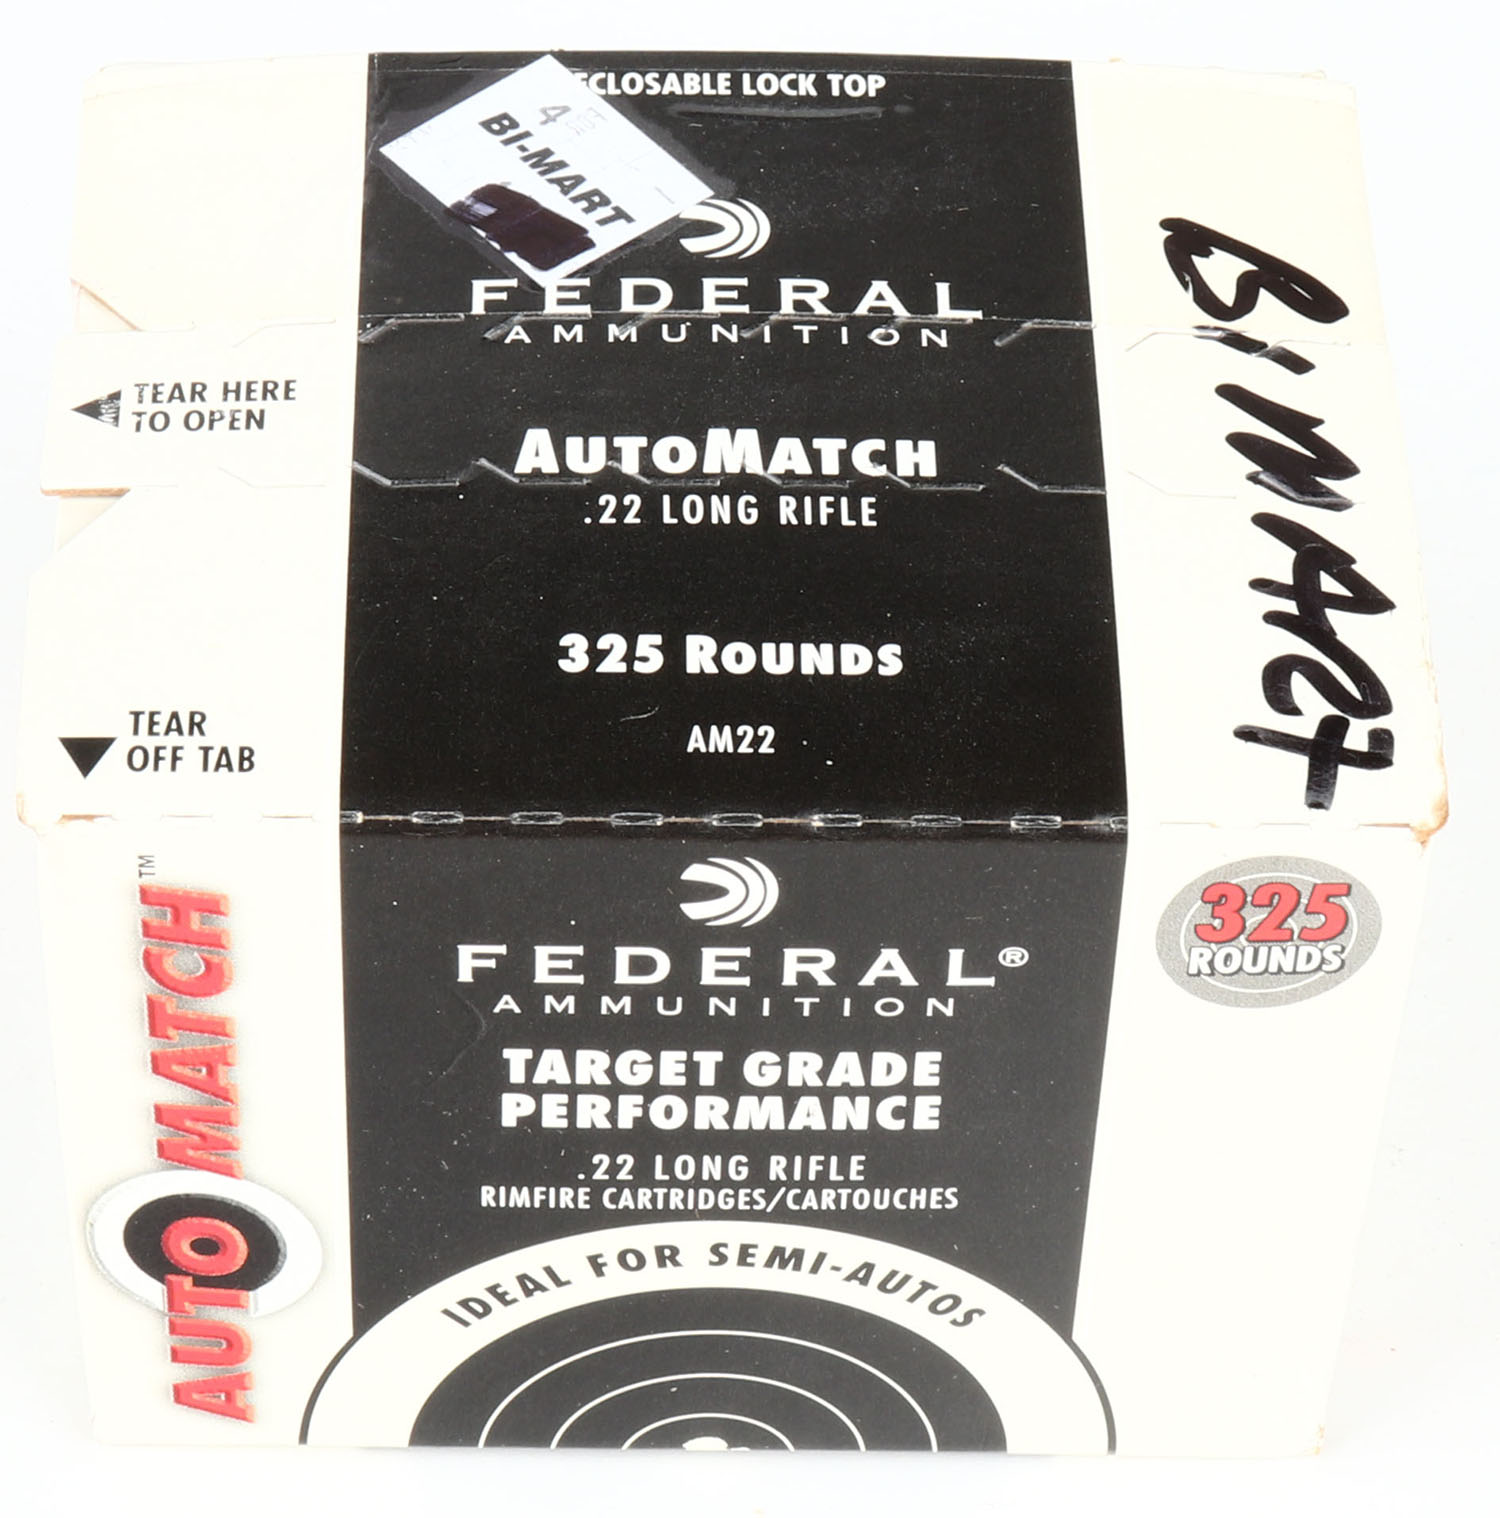 ECLOSABLE LOCK TOP
4
BI-MART
FEDERAL
AMMUNITION
TEAR HERE
TO OPEN
AUTOMATCH
.22 LONG RIFLE
325 ROUNDS
AM22
TEAR
OFF TAB
Bi MART
AUTOMATCH™
325
ROUNDS
FEDERAL®
AMMUNITION
TARGET GRADE
PERFORMANCE
.22 LONG RIFLE
RIMFIRE CARTRIDGES/CARTOUCHES
IDEAL FOR SEMI-AUTOS